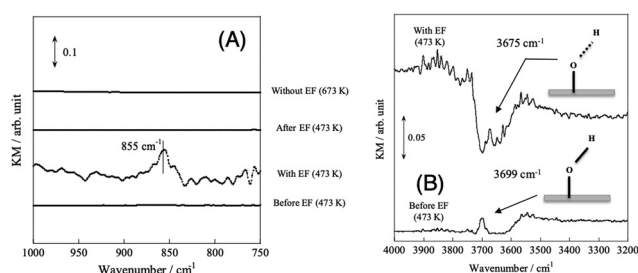 (A)
0.1
KM / arb. unit
Without EF (673 K)
After EF (473 K)
855 cm⁻¹
With EF (473 K)
Before EF (473 K)
1000 950 900 850 800 750
Wavenumber / cm⁻¹
With EF
(473 K)
3675 cm⁻¹
H
O
KM / arb. unit
0.05
H
O
(B)
3699 cm⁻¹
Before EF
(473 K)
4000 3900 3800 3700 3600 3500 3400 3300 3200
Wavenumber / cm⁻¹